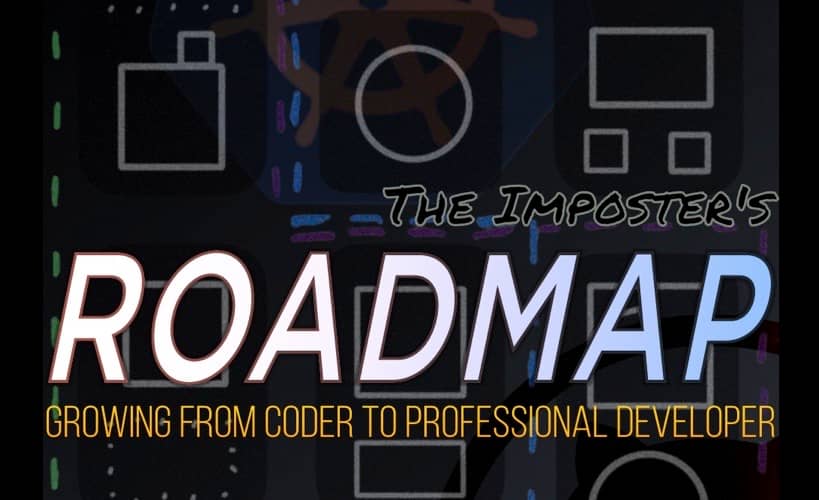 The Imposter's
ROADMAP
GROWING FROM CODER TO PROFESSIONAL DEVELOPER